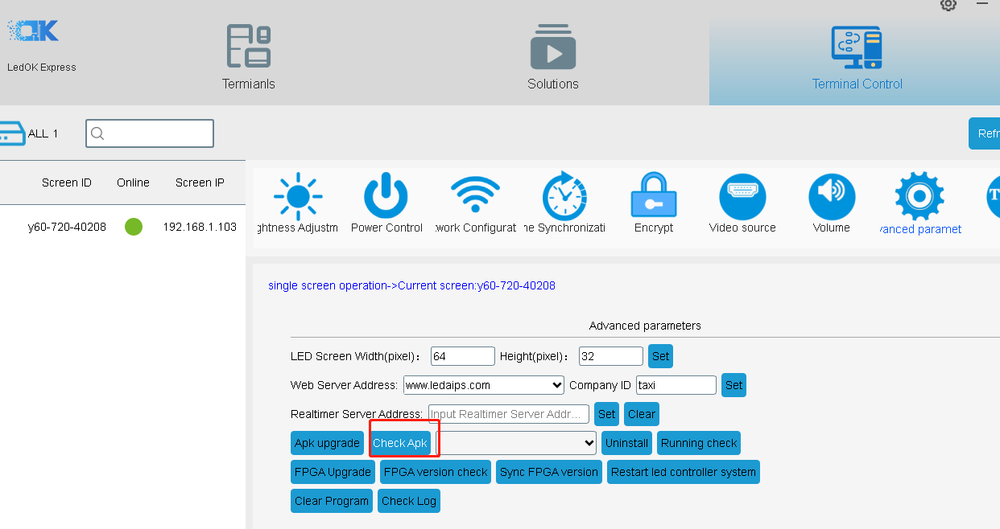 LedOK Express
Termianls
Solutions
Terminal Control
ALL 1
Refr
Screen ID Online Screen IP
y60-720-40208 192.168.1.103
ghtness Adjustm Power Control work Configurat ne Synchronizati Encrypt Video source Volume vanced paramet
single screen operation->Current screen:y60-720-40208
Advanced parameters
LED Screen Width(pixel): 64 Height(pixel): 32 Set
Web Server Address: www.ledaips.com Company ID taxi Set
Realtimer Server Address: Input Realtimer Server Addr... Set Clear
Apk upgrade Check Apk Uninstall Running check
FPGA Upgrade FPGA version check Sync FPGA version Restart led controller system
Clear Program Check Log